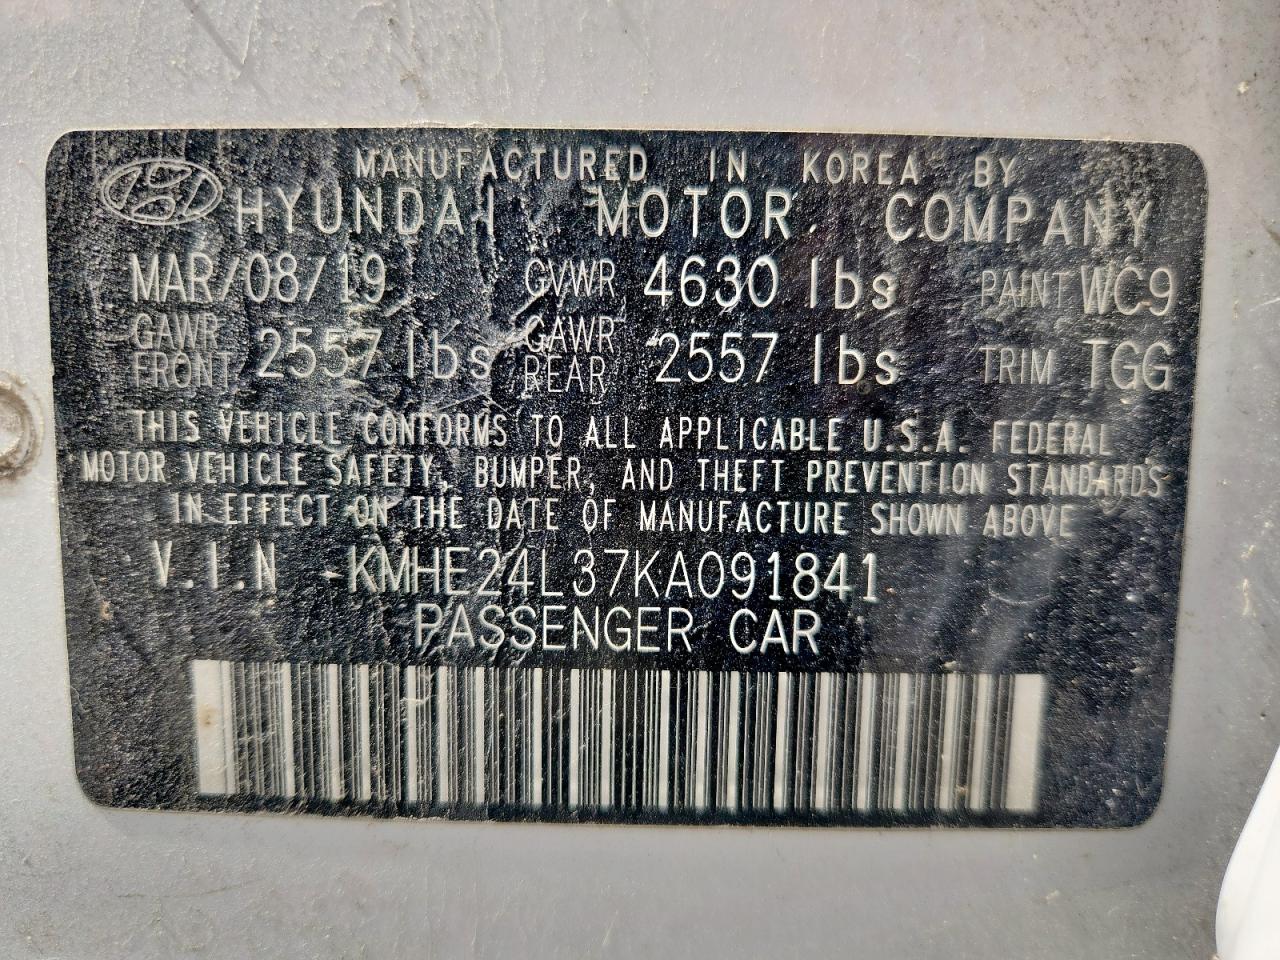 MANUFACTURED IN KOREA BY
HYUNDAI MOTOR COMPANY
MAR/08/19 GVWR 4630 lbs PAINT WC9
GAWR FRONT 2557 lbs GAWR REAR 2557 lbs TRIM TGG
THIS VEHICLE CONFORMS TO ALL APPLICABLE U.S.A. FEDERAL
MOTOR VEHICLE SAFETY, BUMPER, AND THEFT PREVENTION STANDARDS
IN EFFECT ON THE DATE OF MANUFACTURE SHOWN ABOVE
V.I.N KMHE24L37KA091841
PASSENGER CAR